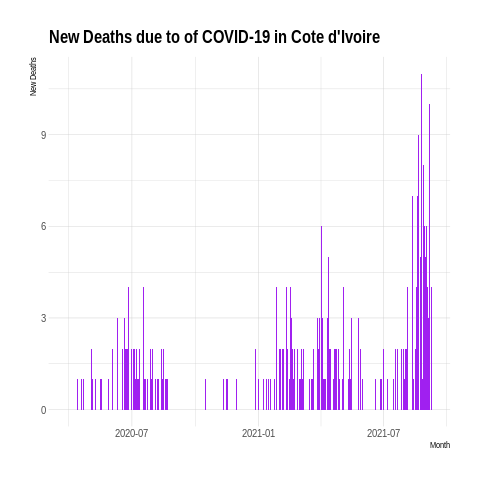 New Deaths due to of COVID-19 in Cote d'Ivoire
New Deaths
9
6
3
0
2020-07
2021-01
2021-07
Month